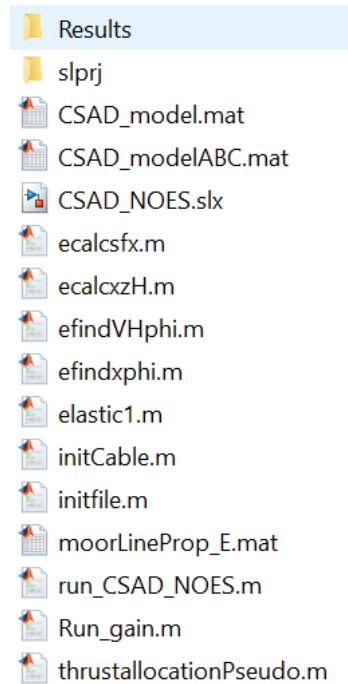 Results
slprj
CSAD_model.mat
CSAD_modelABC.mat
CSAD_NOES.slx
ecalcsfx.m
ecalcxzH.m
efindVHphi.m
efindxphi.m
elastic1.m
initCable.m
initfile.m
moorLineProp_E.mat
run_CSAD_NOES.m
Run_gain.m
thrustallocationPseudo.m